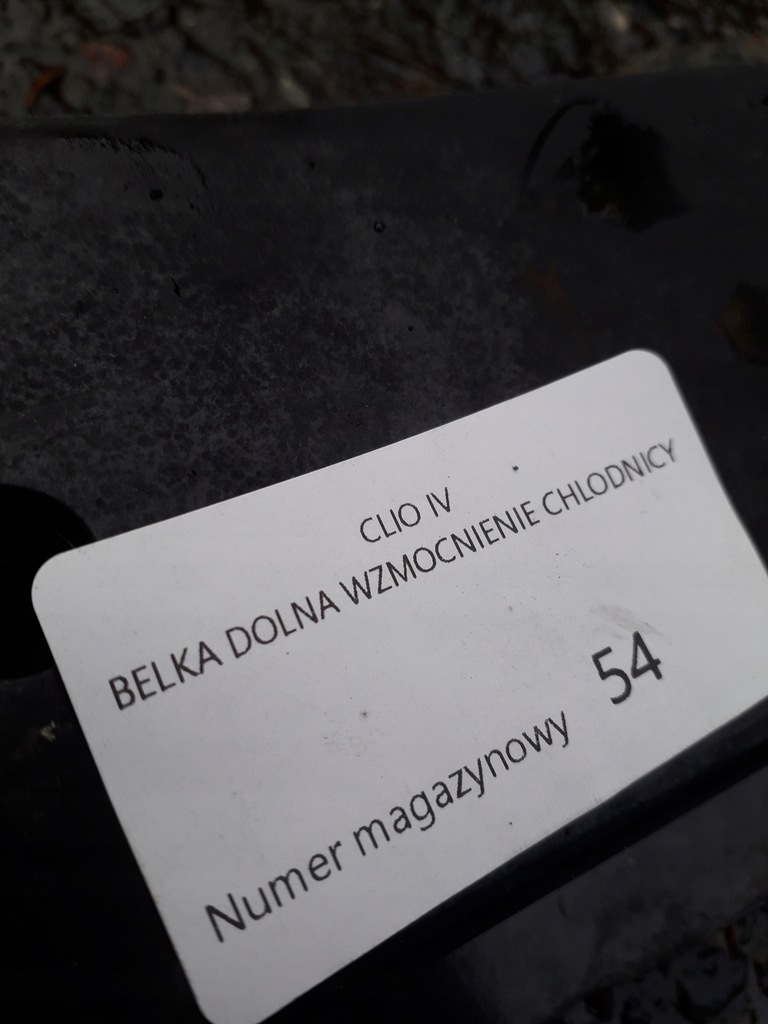 CLIO IV
BELKA DOLNA WZMOCNIENIE CHLODNICY
Numer magazynowy 54